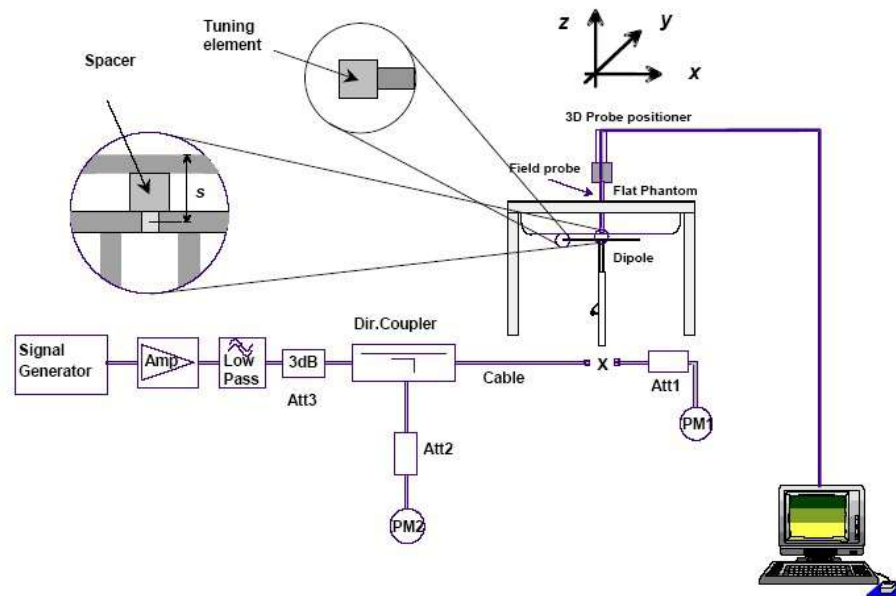 Tuning
element
Spacer
s
z
y
x
3D Probe positioner
Field probe
Flat Phantom
Dipole
Dir.Coupler
Signal
Generator
Amp
Low
Pass
3dB
Att3
Cable
x
Att1
PM1
Att2
PM2